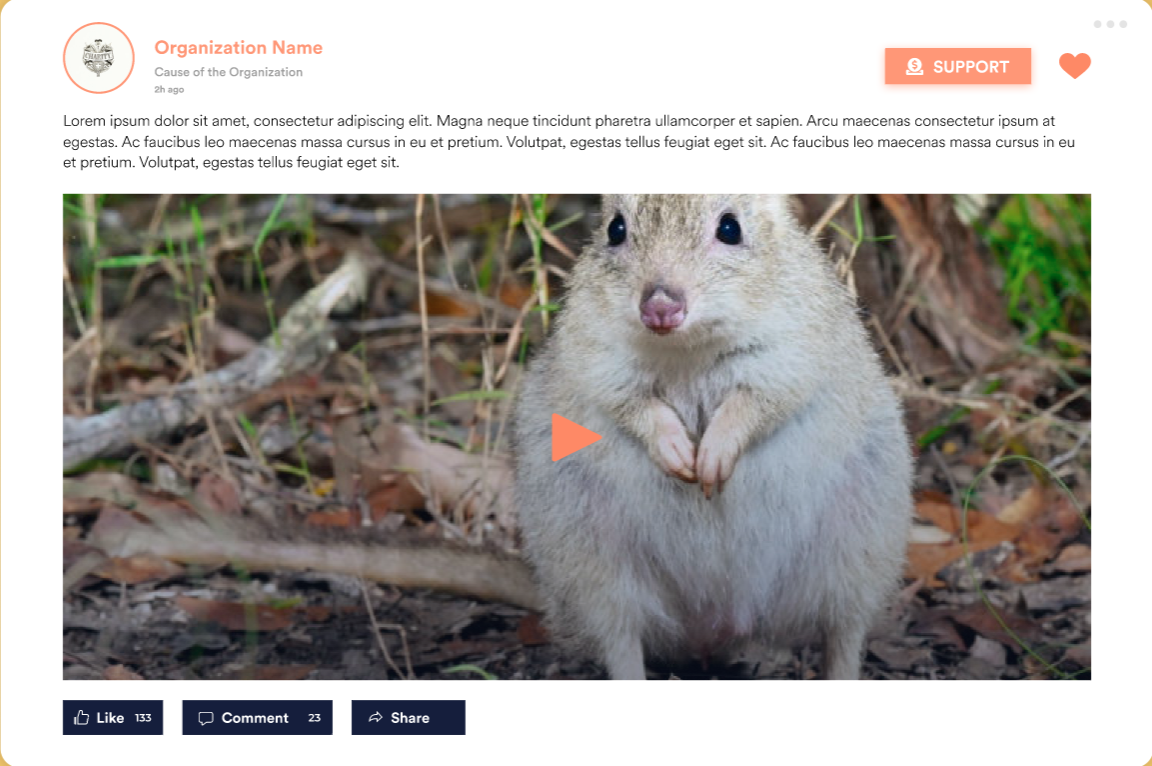 CHARITY
Organization Name
Cause of the Organization
2h ago
SUPPORT
Lorem ipsum dolor sit amet, consectetur adipiscing elit. Magna neque tincidunt pharetra ullamcorper et sapien. Arcu maecenas consectetur ipsum at
egestas. Ac faucibus leo maecenas massa cursus in eu et pretium. Volutpat, egestas tellus feugiat eget sit. Ac faucibus leo maecenas massa cursus in eu
et pretium. Volutpat, egestas tellus feugiat eget sit.
Like 133
Comment 23
Share